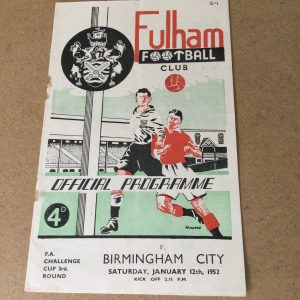 Fulham
FOOTBALL
CLUB
OFFICIAL PROGRAMME
4D
F.A.
CHALLENGE
CUP 3rd.
ROUND
v.
BIRMINGHAM CITY
SATURDAY, JANUARY 12th, 1952
KICK OFF 2.15 P.M.